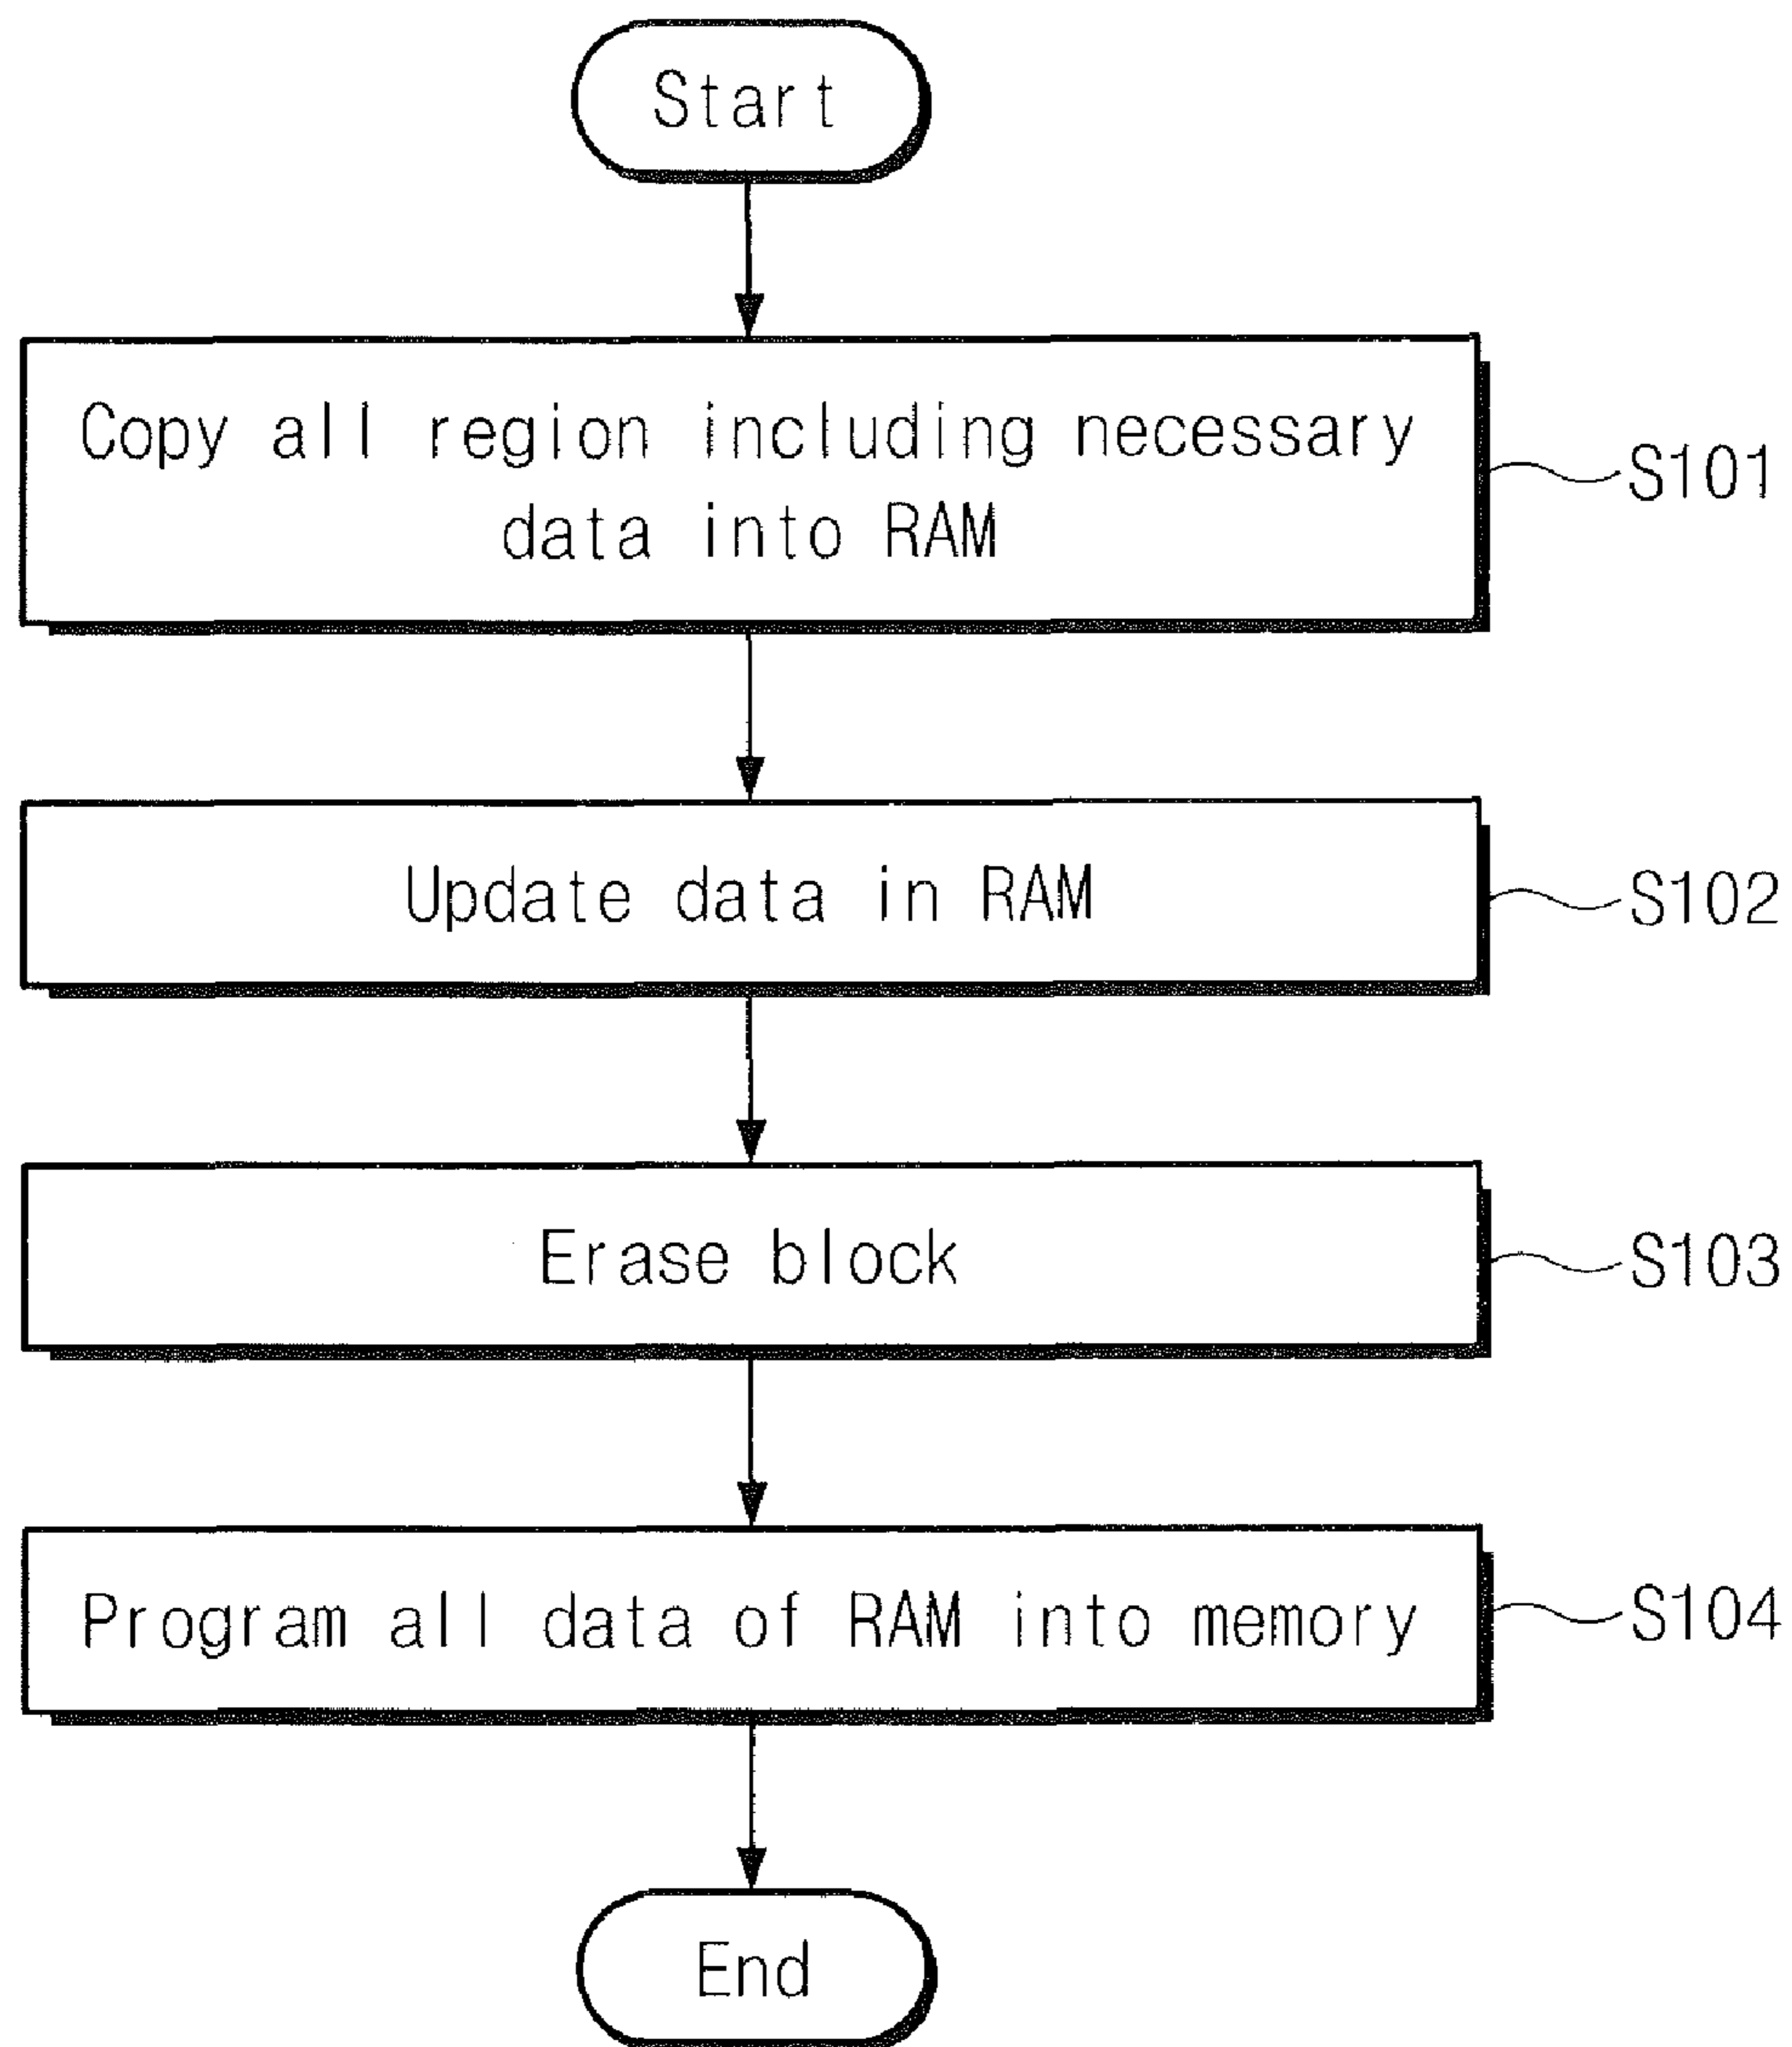 Start
Copy all region including necessary
data into RAM
S101
Update data in RAM
S102
Erase block
S103
Program all data of RAM into memory
S104
End